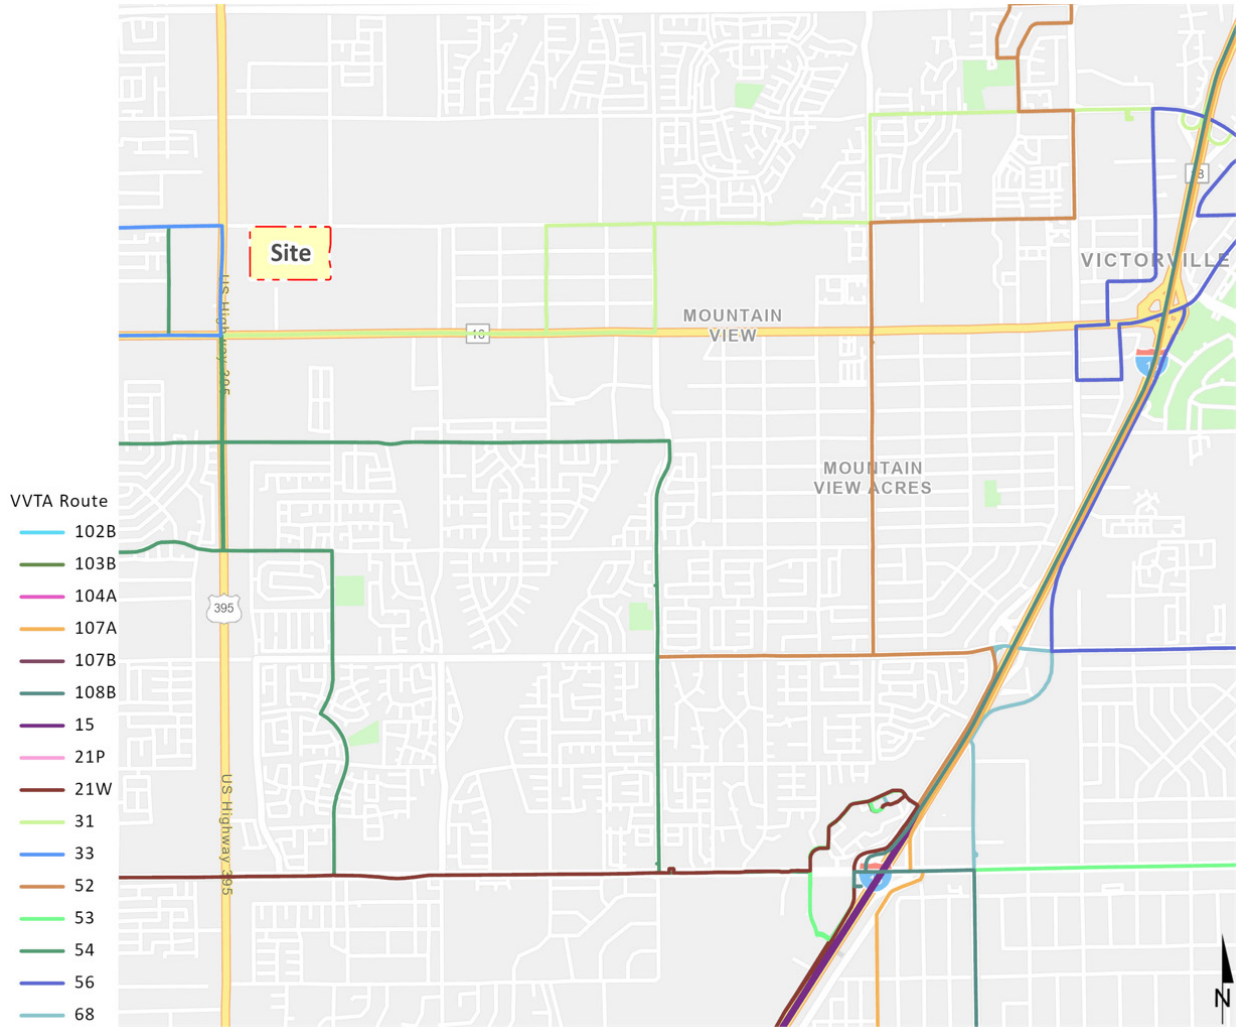 Site
18
VICTORVILLE
US Highway 395
MOUNTAIN
VIEW
MOUNTAIN
VIEW ACRES
VVTA Route
102B
103B
104A
107A
107B
108B
15
21P
21W
31
33
52
53
54
56
68
395
US Highway 395
N